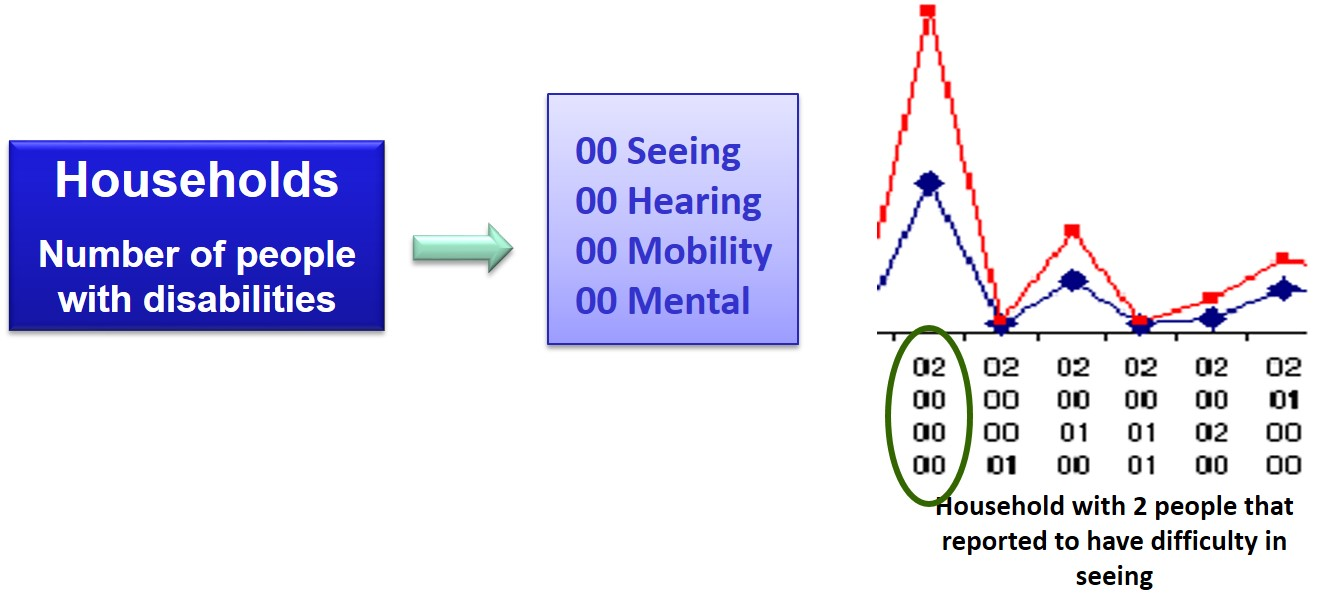 Households
Number of people
with disabilities
00 Seeing
00 Hearing
00 Mobility
00 Mental
02 02 02 02 02 02
00 00 00 00 00 01
00 00 01 01 02 00
00 01 00 01 00 00
Household with 2 people that
reported to have difficulty in
seeing